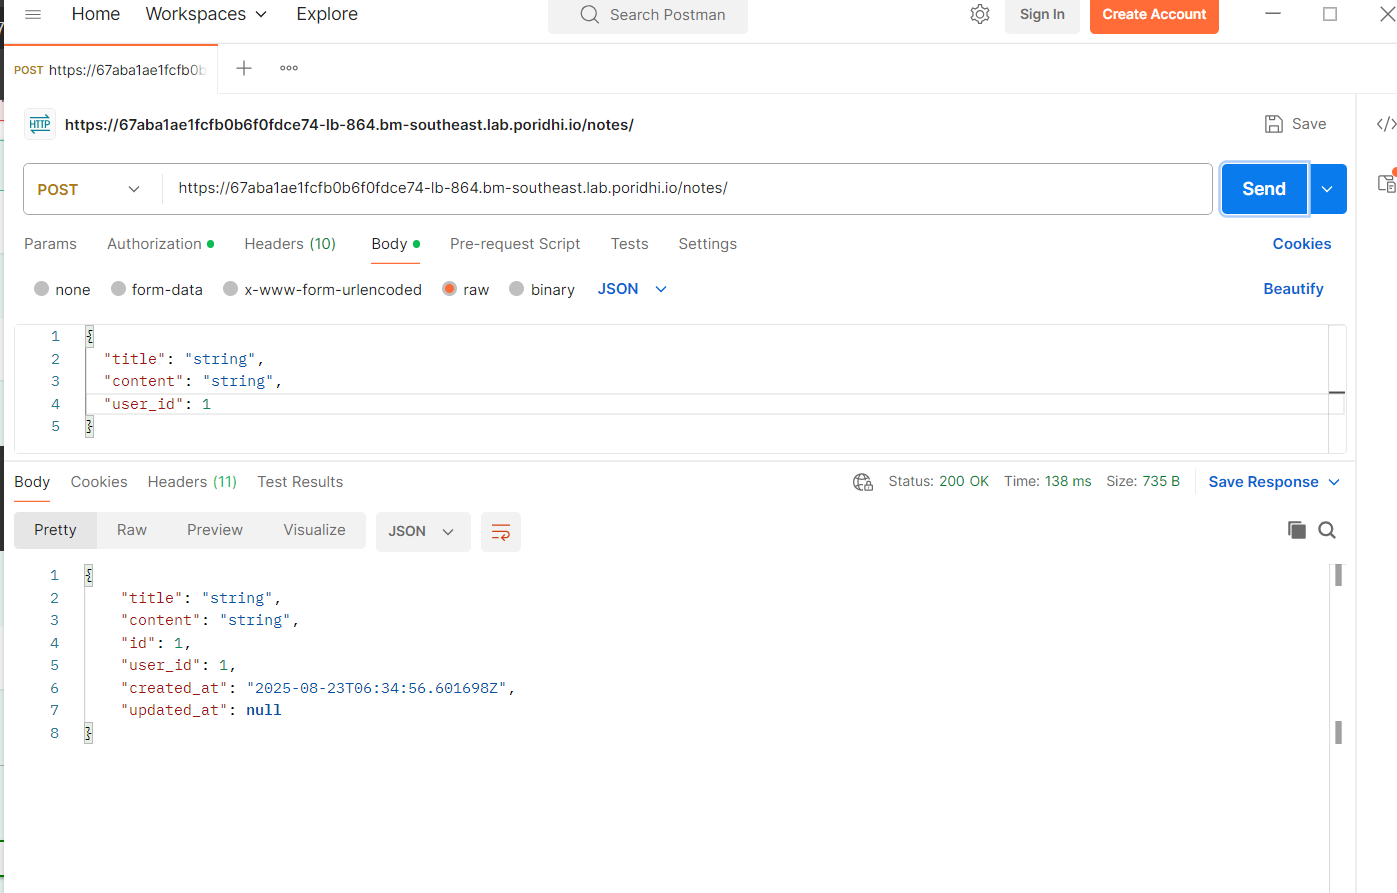 Home Workspaces Explore Search Postman Sign In Create Account
POST https://67aba1ae1fcfb0b
HTTP https://67aba1ae1fcfb0b6f0fdce74-lb-864.bm-southeast.lab.poridhi.io/notes/ Save </>
POST https://67aba1ae1fcfb0b6f0fdce74-lb-864.bm-southeast.lab.poridhi.io/notes/ Send
Params Authorization Headers (10) Body Pre-request Script Tests Settings Cookies
none form-data x-www-form-urlencoded raw binary JSON Beautify
1 {
2 "title": "string",
3 "content": "string",
4 "user_id": 1
5 }
Body Cookies Headers (11) Test Results Status: 200 OK Time: 138 ms Size: 735 B Save Response
Pretty Raw Preview Visualize JSON
1 {
2 "title": "string",
3 "content": "string",
4 "id": 1,
5 "user_id": 1,
6 "created_at": "2025-08-23T06:34:56.601698Z",
7 "updated_at": null
8 }